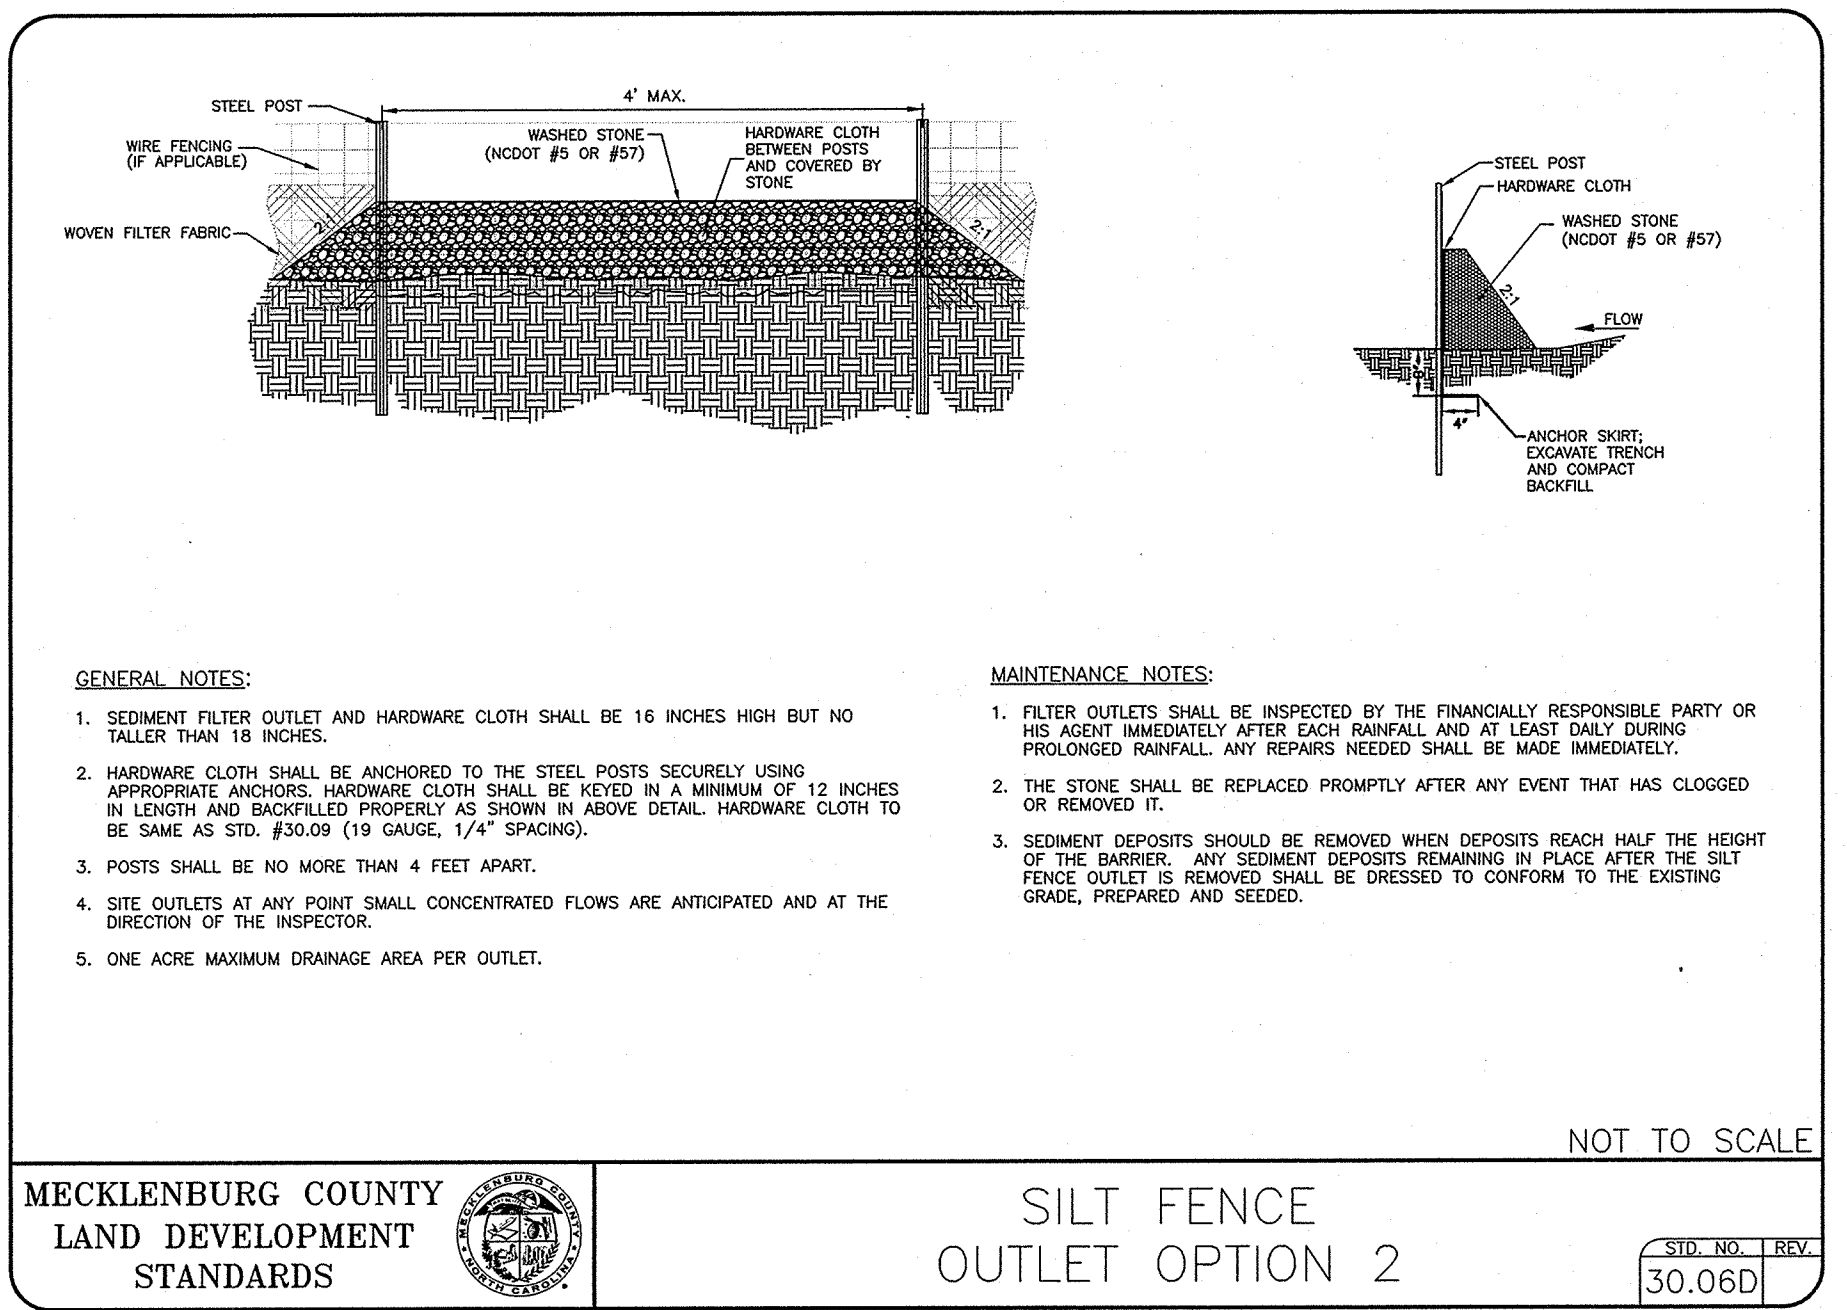 4' MAX.
STEEL POST
WIRE FENCING
(IF APPLICABLE)
WASHED STONE
(NCDOT #5 OR #57)
HARDWARE CLOTH
BETWEEN POSTS
AND COVERED BY
STONE
WOVEN FILTER FABRIC
2:1
STEEL POST
HARDWARE CLOTH
WASHED STONE
(NCDOT #5 OR #57)
2:1
FLOW
8"
4"
ANCHOR SKIRT;
EXCAVATE TRENCH
AND COMPACT
BACKFILL
GENERAL NOTES:
1. SEDIMENT FILTER OUTLET AND HARDWARE CLOTH SHALL BE 16 INCHES HIGH BUT NO
TALLER THAN 18 INCHES.
2. HARDWARE CLOTH SHALL BE ANCHORED TO THE STEEL POSTS SECURELY USING
APPROPRIATE ANCHORS. HARDWARE CLOTH SHALL BE KEYED IN A MINIMUM OF 12 INCHES
IN LENGTH AND BACKFILLED PROPERLY AS SHOWN IN ABOVE DETAIL. HARDWARE CLOTH TO
BE SAME AS STD. #30.09 (19 GAUGE, 1/4" SPACING).
3. POSTS SHALL BE NO MORE THAN 4 FEET APART.
4. SITE OUTLETS AT ANY POINT SMALL CONCENTRATED FLOWS ARE ANTICIPATED AND AT THE
DIRECTION OF THE INSPECTOR.
5. ONE ACRE MAXIMUM DRAINAGE AREA PER OUTLET.
MAINTENANCE NOTES:
1. FILTER OUTLETS SHALL BE INSPECTED BY THE FINANCIALLY RESPONSIBLE PARTY OR
HIS AGENT IMMEDIATELY AFTER EACH RAINFALL AND AT LEAST DAILY DURING
PROLONGED RAINFALL. ANY REPAIRS NEEDED SHALL BE MADE IMMEDIATELY.
2. THE STONE SHALL BE REPLACED PROMPTLY AFTER ANY EVENT THAT HAS CLOGGED
OR REMOVED IT.
3. SEDIMENT DEPOSITS SHOULD BE REMOVED WHEN DEPOSITS REACH HALF THE HEIGHT
OF THE BARRIER. ANY SEDIMENT DEPOSITS REMAINING IN PLACE AFTER THE SILT
FENCE OUTLET IS REMOVED SHALL BE DRESSED TO CONFORM TO THE EXISTING
GRADE, PREPARED AND SEEDED.
NOT TO SCALE
MECKLENBURG COUNTY
LAND DEVELOPMENT
STANDARDS
MECKLENBURG COUNTY
NORTH CAROLINA
SILT FENCE
OUTLET OPTION 2
STD. NO. REV.
30.06D